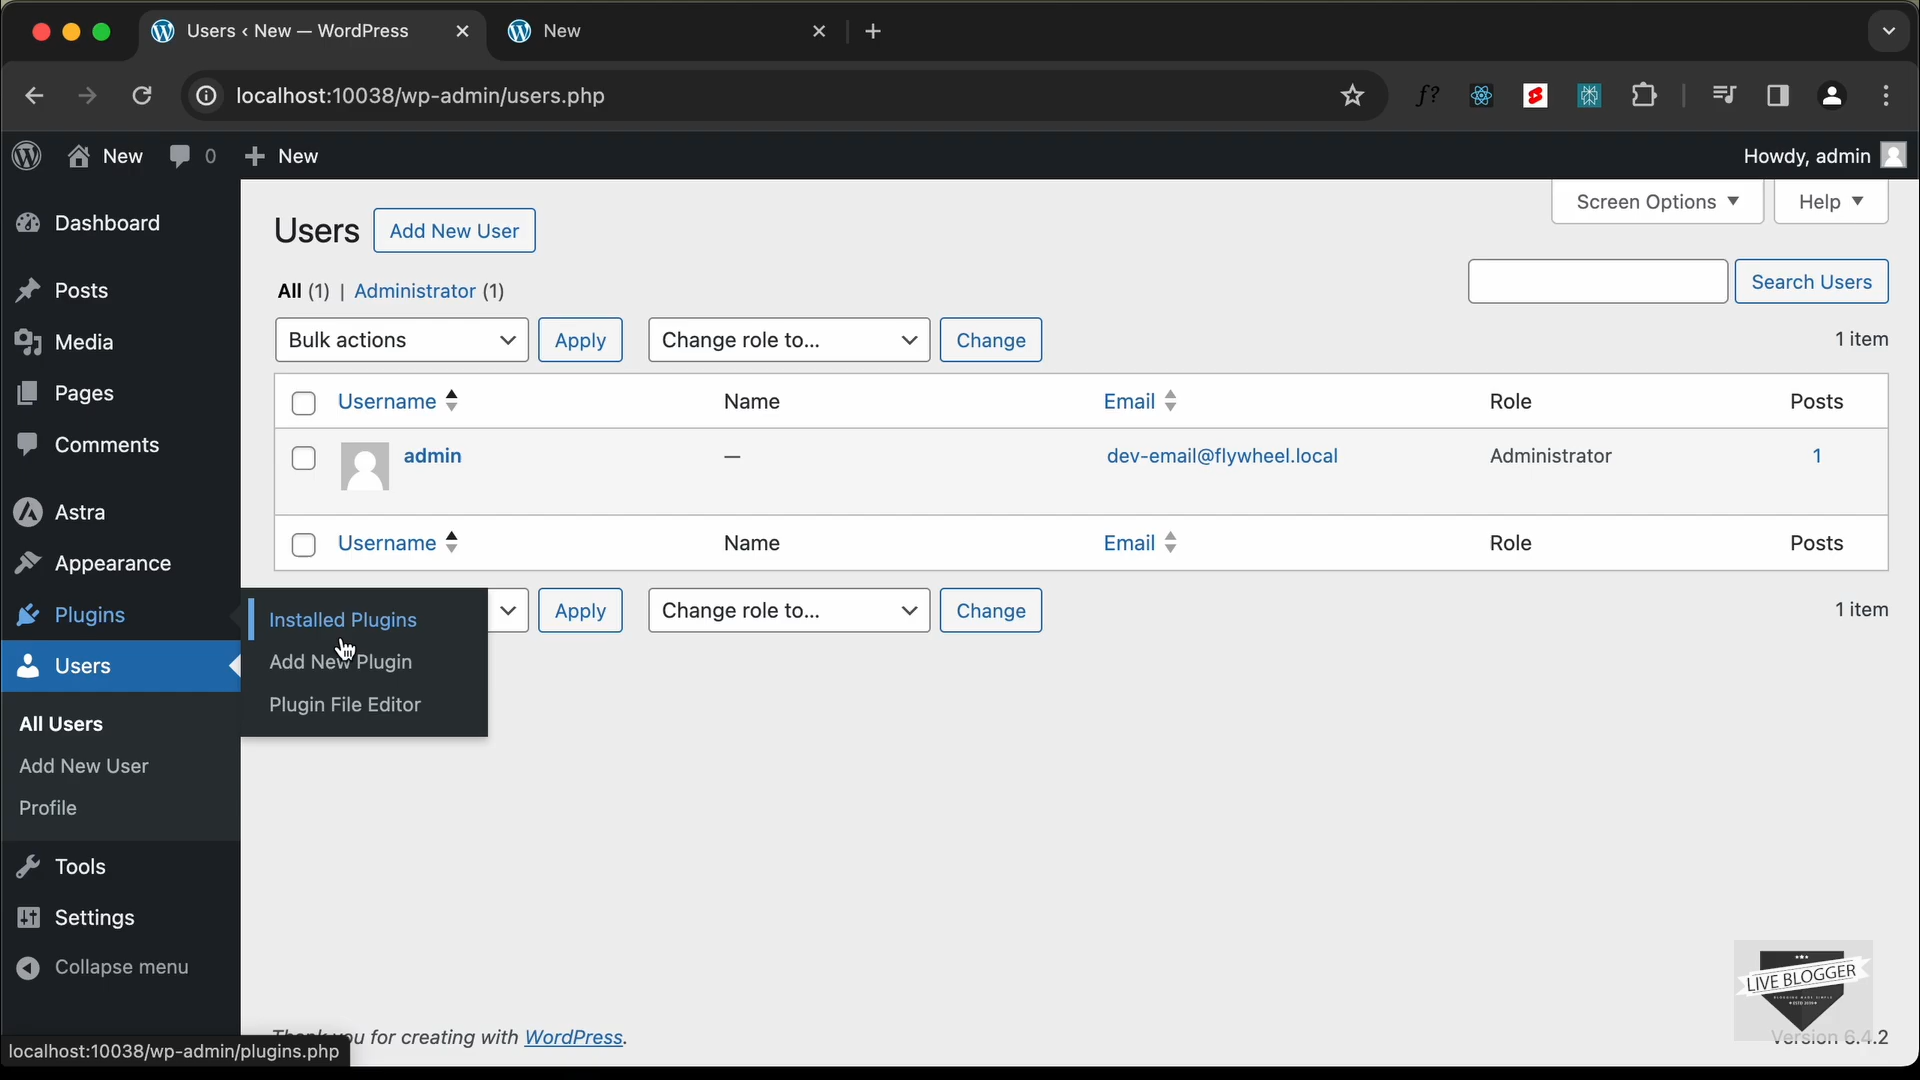 Users ‹ New — WordPress
New
localhost:10038/wp-admin/users.php
f?
New
0
New
Howdy, admin
Screen Options
Help
Dashboard
Posts
Media
Pages
Comments
Astra
Appearance
Plugins
Users
All Users
Add New User
Profile
Tools
Settings
Collapse menu
Installed Plugins
Add New Plugin
Plugin File Editor
Users
Add New User
All (1) | Administrator (1)
Search Users
Bulk actions
Apply
Change role to...
Change
1 item
Username
Name
Email
Role
Posts
admin
—
dev-email@flywheel.local
Administrator
1
Username
Name
Email
Role
Posts
Apply
Change role to...
Change
1 item
you for creating with WordPress.
Version 6.4.2
LIVE BLOGGER
localhost:10038/wp-admin/plugins.php